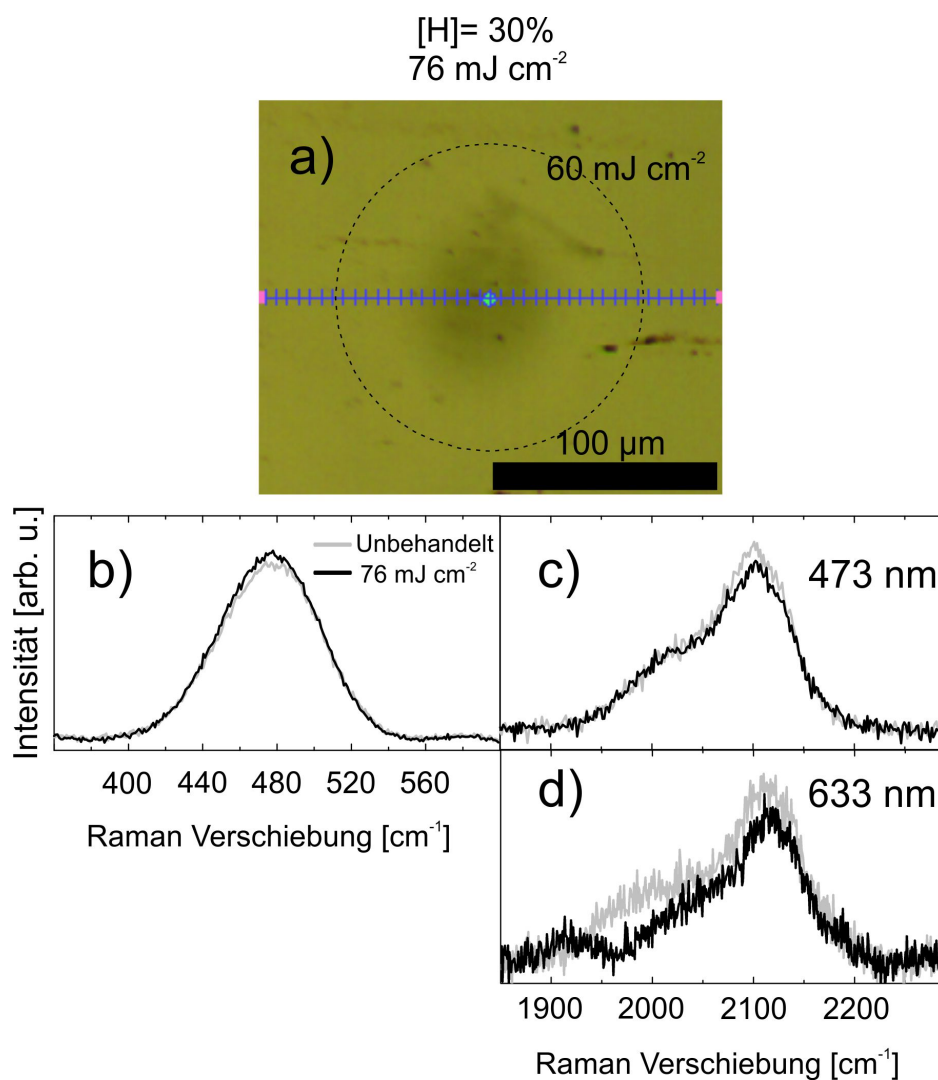 [H]= 30%
76 mJ cm⁻²
a)
60 mJ cm⁻²
100 µm
b)
Unbehandelt
76 mJ cm⁻²
c)
473 nm
Intensität [arb. u.]
400 440 480 520 560
Raman Verschiebung [cm⁻¹]
d)
633 nm
1900 2000 2100 2200
Raman Verschiebung [cm⁻¹]